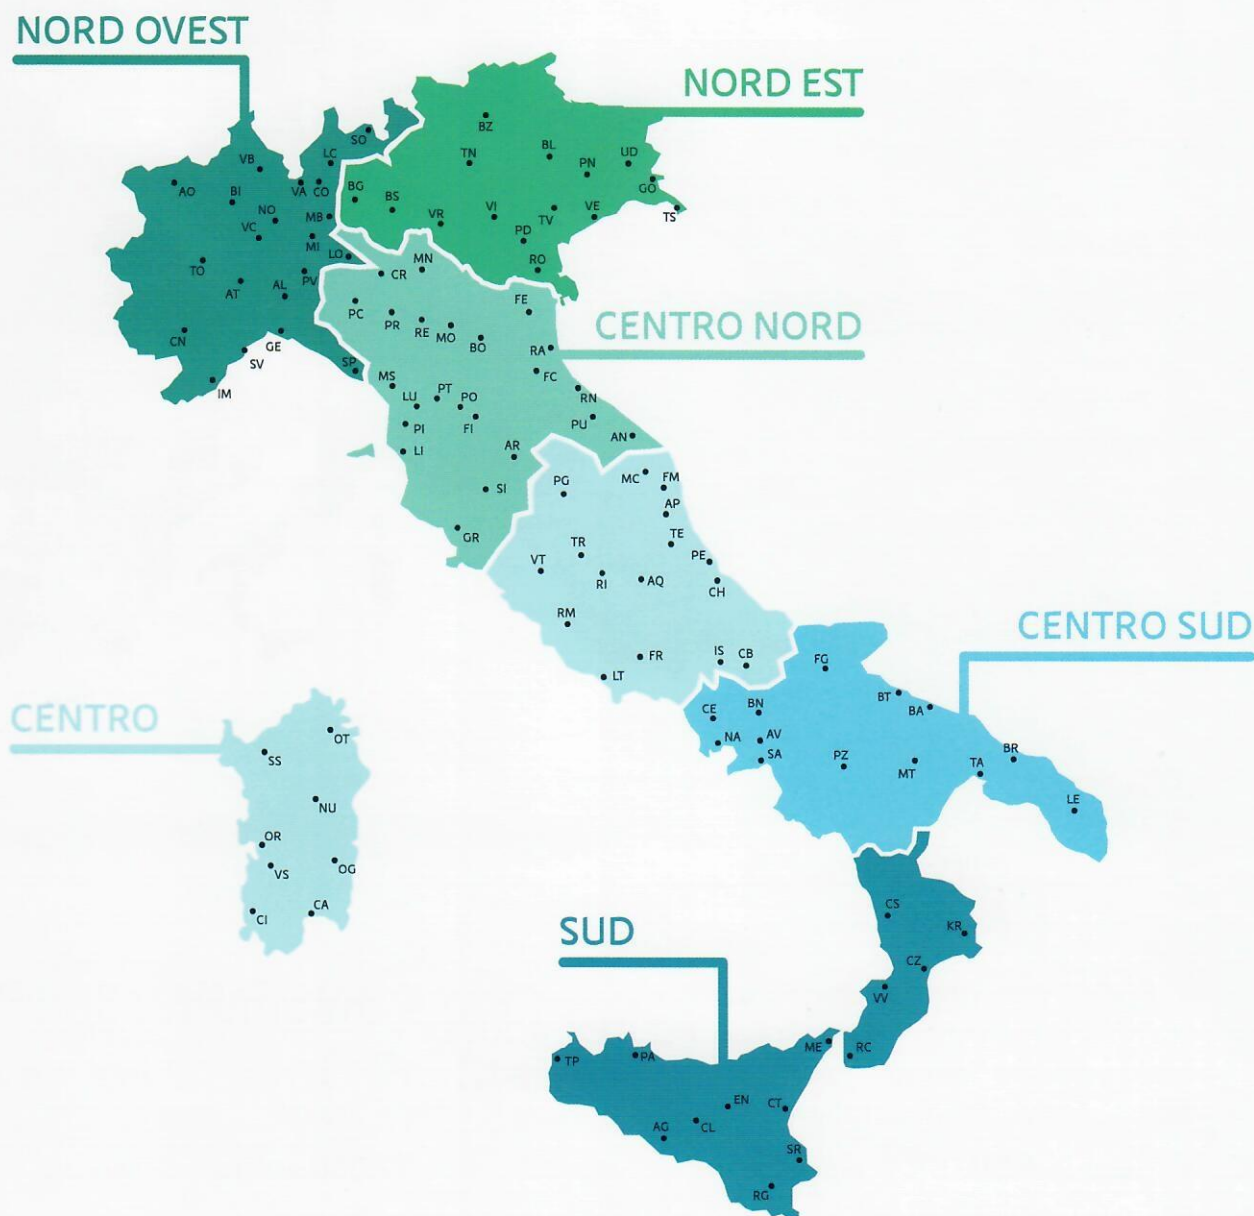 NORD OVEST
NORD EST
SO
BZ
VB
LC
TN
BL
PN
UD
AO
BI
VA
CO
BG
BS
GO
NO
MB
VR
VI
TV
VE
TS
VC
MI
PD
TO
LO
MN
RO
AT
AL
PV
CR
PC
FE
CENTRO NORD
CN
GE
PR
RE
MO
BO
RA
SV
SP
MS
FC
IM
LU
PT
PO
RN
PI
FI
PU
LI
AR
AN
PG
MC
FM
SI
AP
GR
TE
VT
TR
PE
RI
AQ
CH
RM
CENTRO SUD
FR
IS
CB
FG
LT
CENTRO
CE
BN
BT
BA
OT
NA
AV
BR
SS
SA
PZ
MT
TA
NU
LE
OR
VS
OG
CI
CA
CS
SUD
KR
CZ
VV
ME
RC
TP
PA
EN
CT
AG
CL
SR
RG